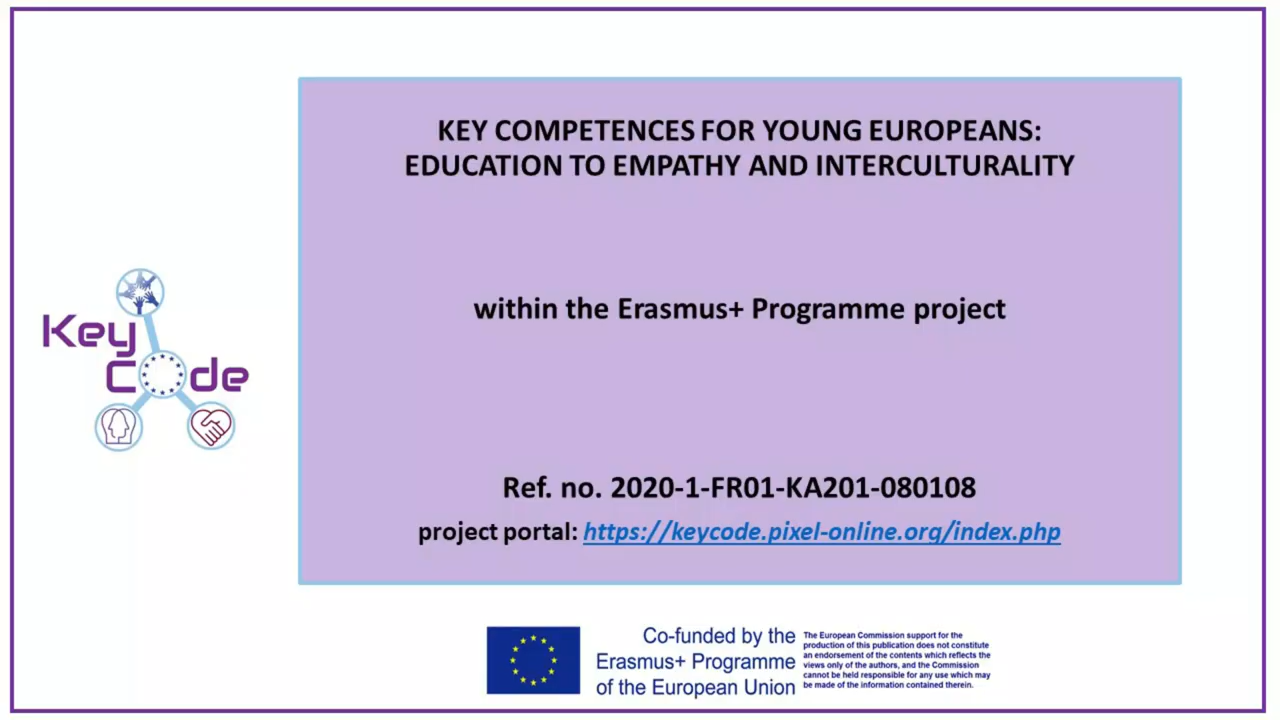 KEY COMPETENCES FOR YOUNG EUROPEANS:
EDUCATION TO EMPATHY AND INTERCULTURALITY
within the Erasmus+ Programme project
Key
Code
Ref. no. 2020-1-FR01-KA201-080108
project portal: https://keycode.pixel-online.org/index.php
Co-funded by the
Erasmus+ Programme
of the European Union
The European Commission support for the
production of this publication does not constitute
an endorsement of the contents which reflects the
views only of the authors, and the Commission
cannot be held responsible for any use which may
be made of the information contained therein.